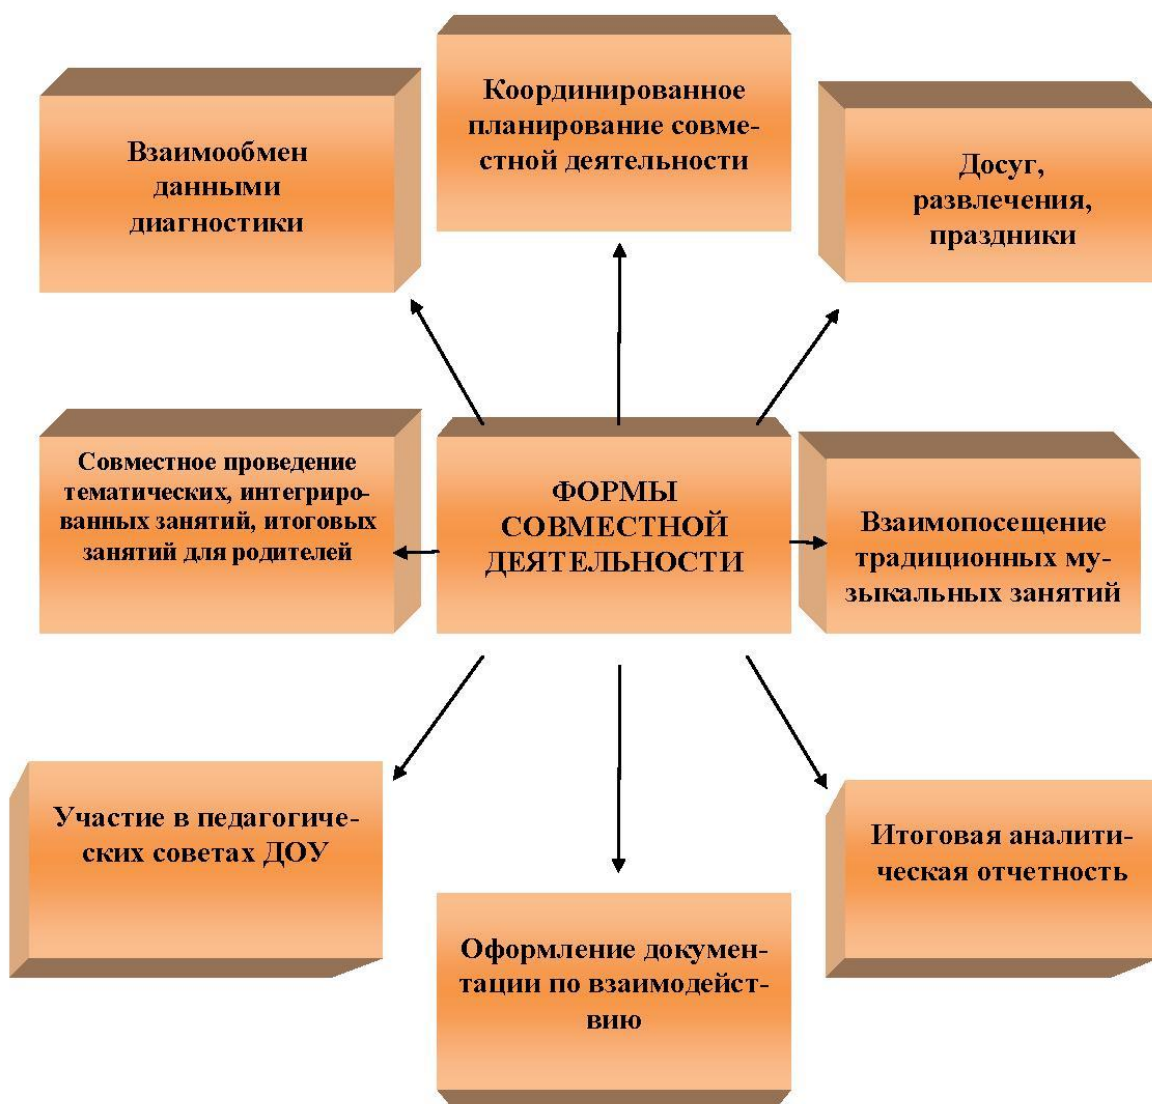 Взаимообмен
данными
диагностики
Координированное
планирование совме-
стной деятельности
Досуг,
развлечения,
праздники
Совместное проведение
тематических, интегриро-
ванных занятий, итоговых
занятий для родителей
ФОРМЫ
СОВМЕСТНОЙ
ДЕЯТЕЛЬНОСТИ
Взаимопосещение
традиционных му-
зыкальных занятий
Участие в педагогиче-
ских советах ДОУ
Оформление докумен-
тации по взаимодейст-
вию
Итоговая аналити-
ческая отчетность